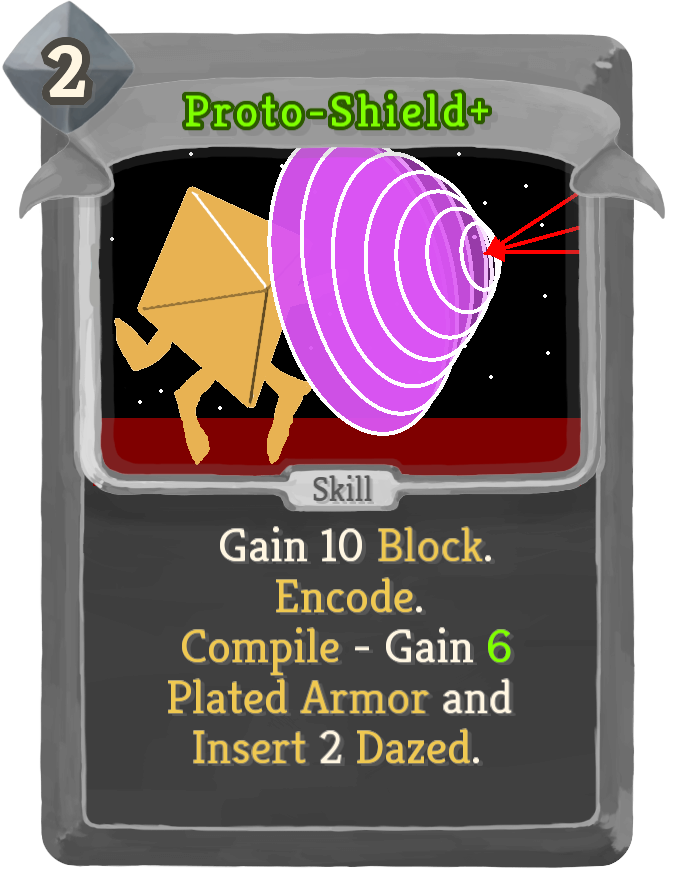 2
Proto-Shield+
Skill
Gain 10 Block.
Encode.
Compile - Gain 6
Plated Armor and
Insert 2 Dazed.